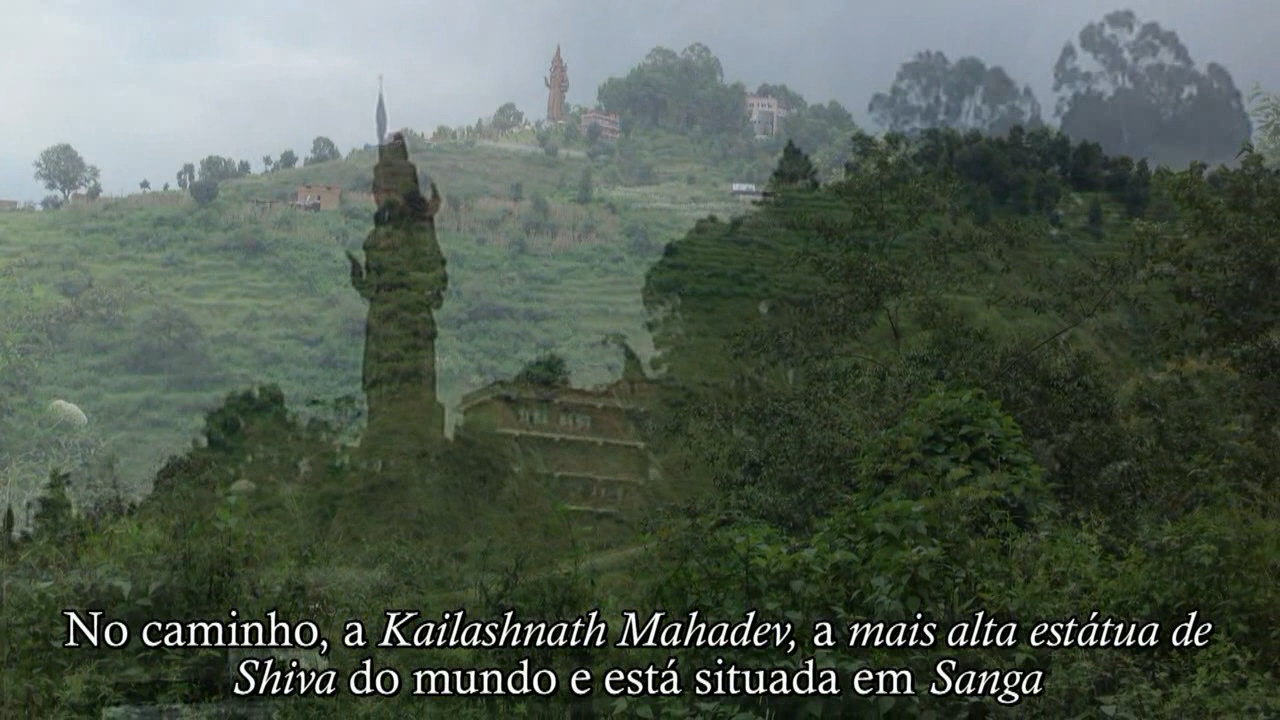 No caminho, a Kailashnath Mahadev, a mais alta estátua de
Shiva do mundo e está situada em Sanga